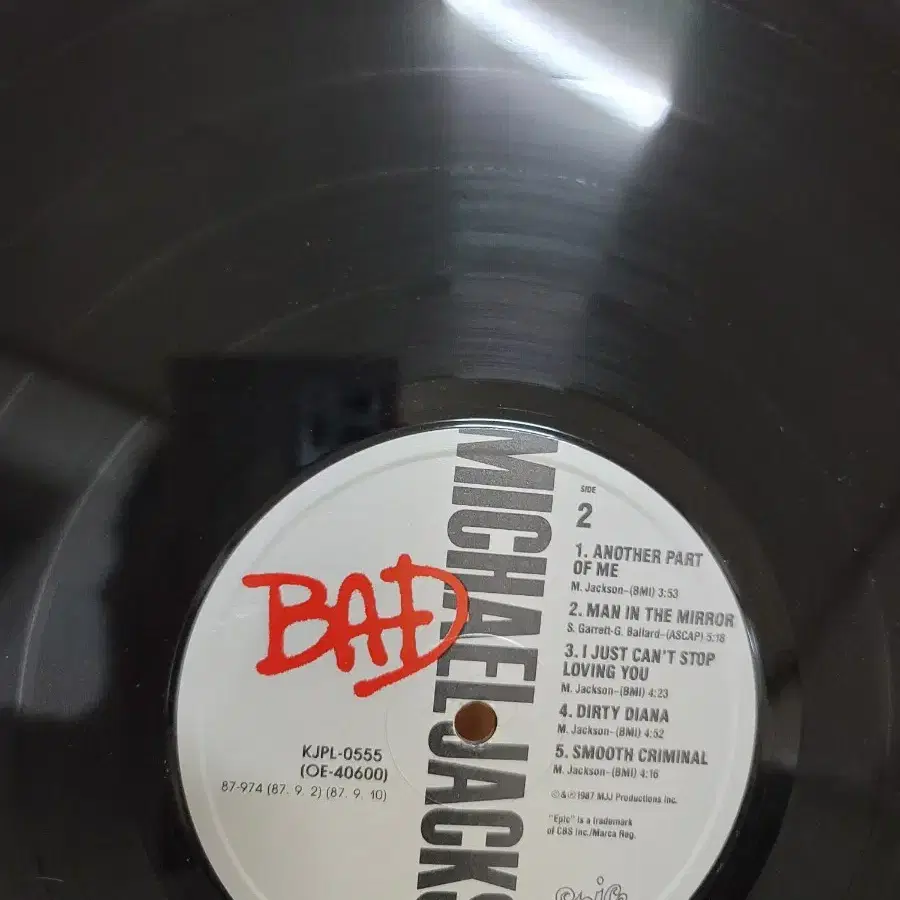 BAD
MICHAEL JACKS
KJPL-0555
(OE-40600)
87-974 (87. 9. 2) (87. 9. 10)
SIDE
2
1. ANOTHER PART
OF ME
M. Jackson-(BMI) 3:53
2. MAN IN THE MIRROR
S. Garrett-G. Ballard-(ASCAP) 5:18
3. I JUST CAN'T STOP
LOVING YOU
M. Jackson-(BMI) 4:23
4. DIRTY DIANA
M. Jackson-(BMI) 4:52
5. SMOOTH CRIMINAL
M. Jackson-(BMI) 4:16
©&℗1987 MJJ Productions Inc.
"Epic" is a trademark
of CBS Inc./Marca Reg.
Epic